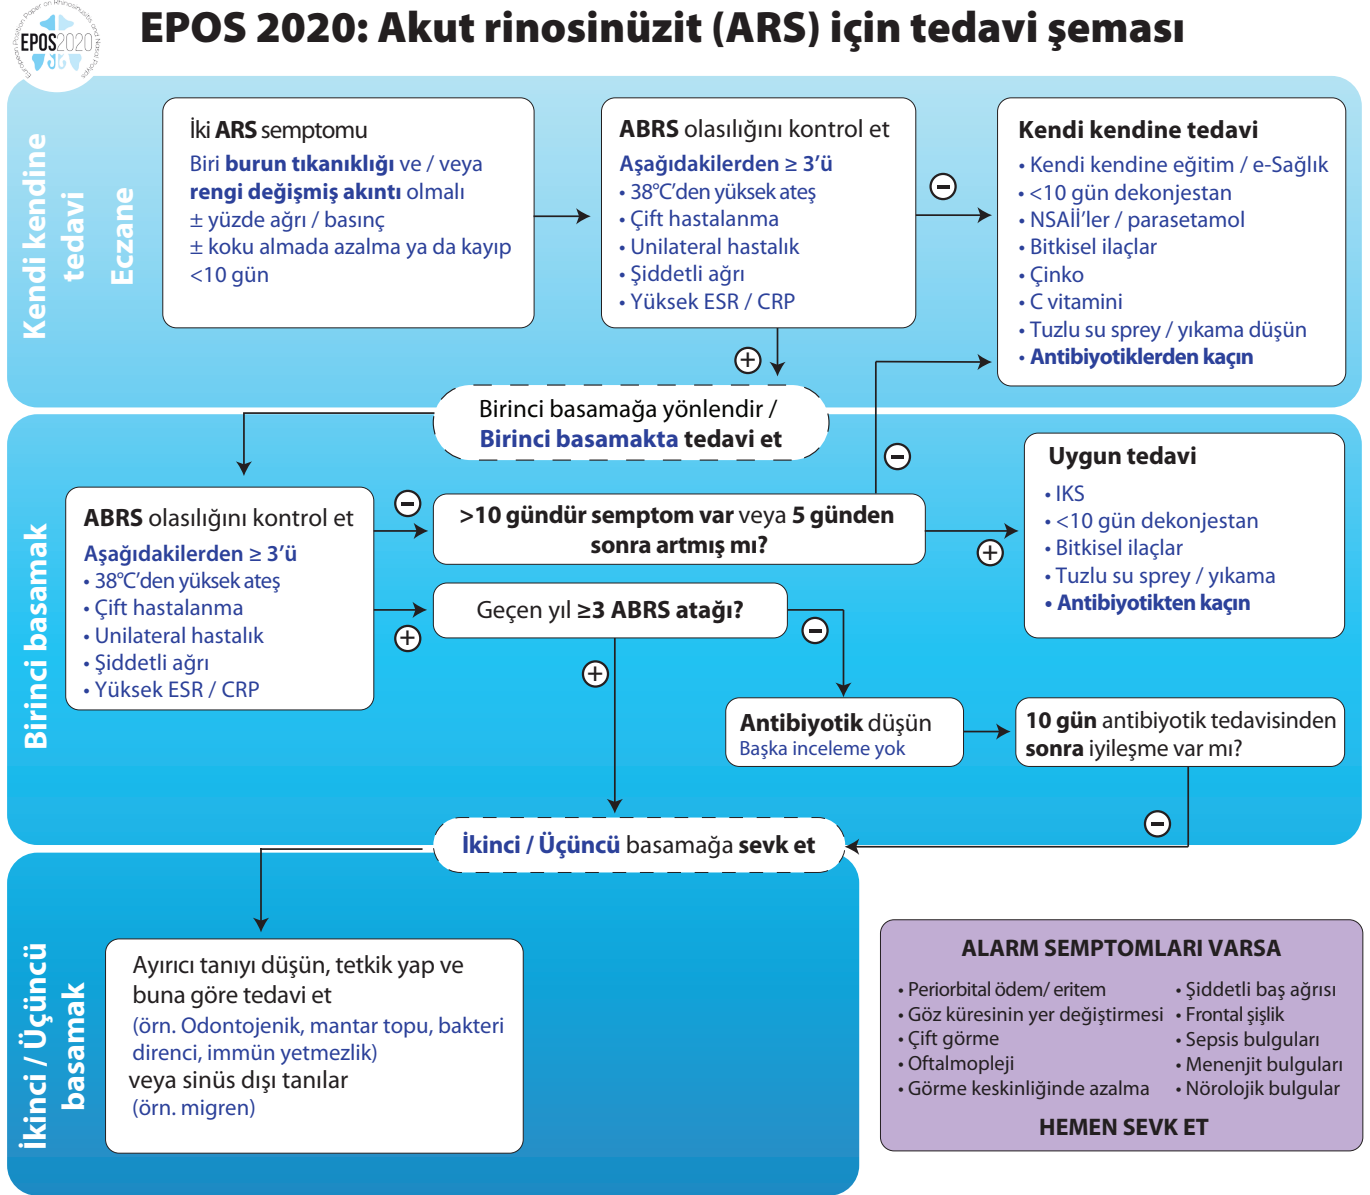 European Position Paper on Rhinosinusitis and Nasal Polyps
EPOS2020
EPOS 2020: Akut rinosinüzit (ARS) için tedavi şeması
Kendi kendine
tedavi
Eczane
İki ARS semptomu
Biri burun tıkanıklığı ve / veya
rengi değişmiş akıntı olmalı
± yüzde ağrı / basınç
± koku almada azalma ya da kayıp
<10 gün
ABRS olasılığını kontrol et
Aşağıdakilerden ≥ 3’ü
• 38°C’den yüksek ateş
• Çift hastalanma
• Unilateral hastalık
• Şiddetli ağrı
• Yüksek ESR / CRP
Kendi kendine tedavi
• Kendi kendine eğitim / e-Sağlık
• <10 gün dekonjestan
• NSAİİ’ler / parasetamol
• Bitkisel ilaçlar
• Çinko
• C vitamini
• Tuzlu su sprey / yıkama düşün
• Antibiyotiklerden kaçın
Birinci basamağa yönlendir /
Birinci basamakta tedavi et
Birinci basamak
ABRS olasılığını kontrol et
Aşağıdakilerden ≥ 3’ü
• 38°C’den yüksek ateş
• Çift hastalanma
• Unilateral hastalık
• Şiddetli ağrı
• Yüksek ESR / CRP
>10 gündür semptom var veya 5 günden
sonra artmış mı?
Geçen yıl ≥3 ABRS atağı?
Uygun tedavi
• IKS
• <10 gün dekonjestan
• Bitkisel ilaçlar
• Tuzlu su sprey / yıkama
• Antibiyotikten kaçın
Antibiyotik düşün
Başka inceleme yok
10 gün antibiyotik tedavisinden
sonra iyileşme var mı?
İkinci / Üçüncü basamağa sevk et
İkinci / Üçüncü
basamak
Ayırıcı tanıyı düşün, tetkik yap ve
buna göre tedavi et
(örn. Odontojenik, mantar topu, bakteri
direnci, immün yetmezlik)
veya sinüs dışı tanılar
(örn. migren)
ALARM SEMPTOMLARI VARSA
• Periorbital ödem/ eritem
• Göz küresinin yer değiştirmesi
• Çift görme
• Oftalmopleji
• Görme keskinliğinde azalma
• Şiddetli baş ağrısı
• Frontal şişlik
• Sepsis bulguları
• Menenjit bulguları
• Nörolojik bulgular
HEMEN SEVK ET